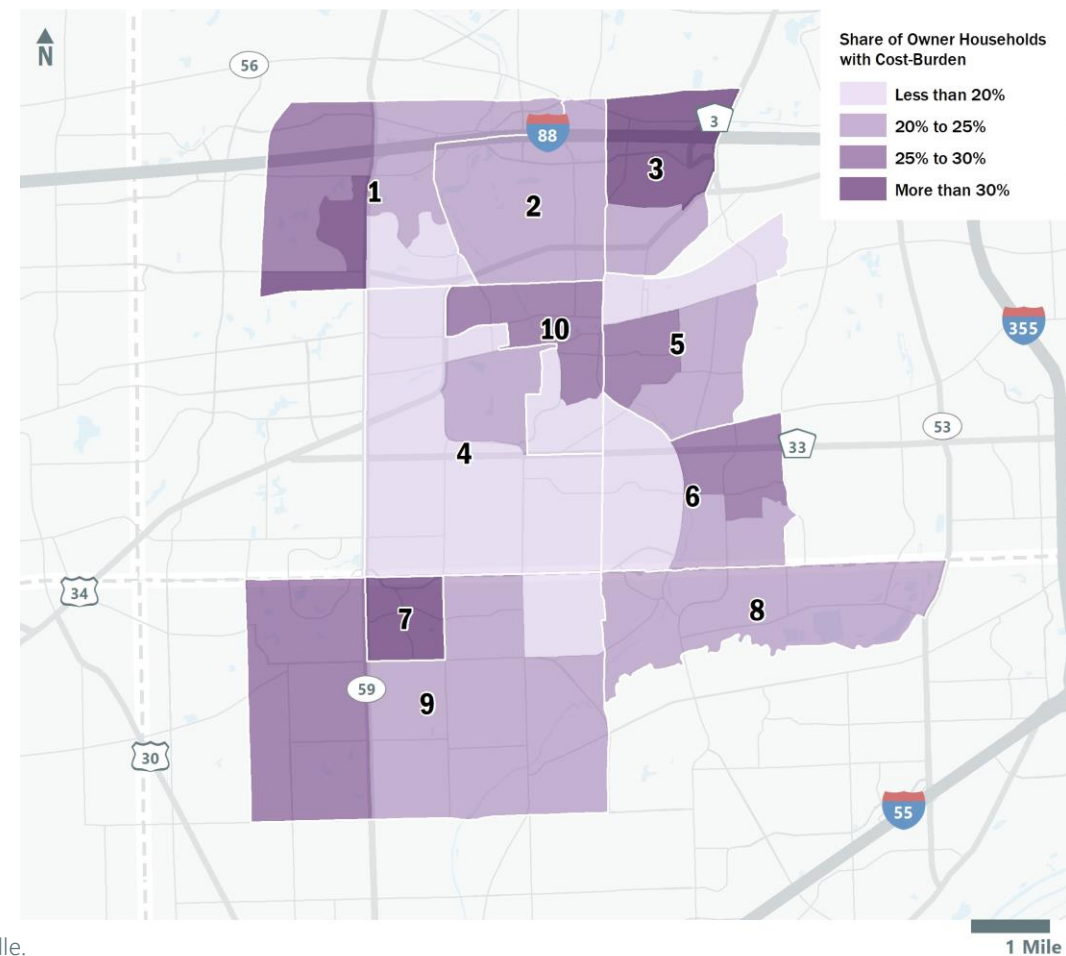 N
56
Share of Owner Households
with Cost-Burden
Less than 20%
20% to 25%
25% to 30%
More than 30%
88
3
1
2
3
10
5
355
4
6
33
53
34
7
8
59
9
30
55
lle.
1 Mile